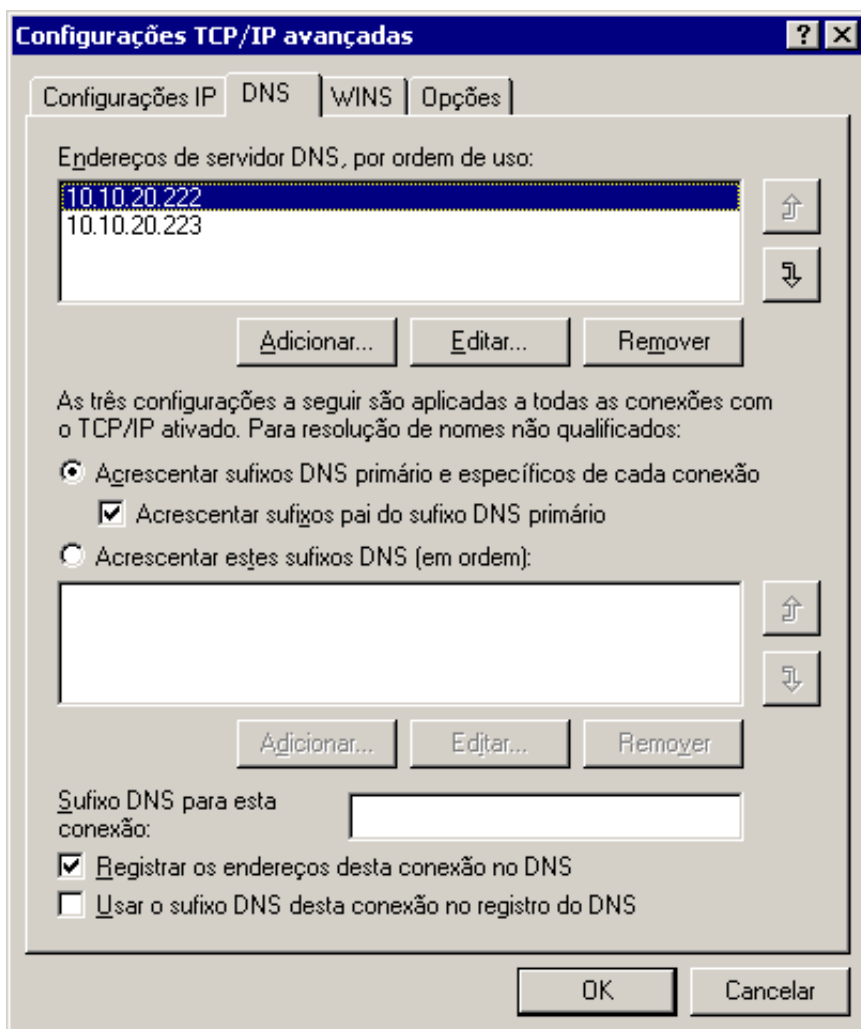 Configurações TCP/IP avançadas
Configurações IP DNS WINS Opções
Endereços de servidor DNS, por ordem de uso:
10.10.20.222
10.10.20.223
Adicionar... Editar... Remover
As três configurações a seguir são aplicadas a todas as conexões com
o TCP/IP ativado. Para resolução de nomes não qualificados:
Acrescentar sufixos DNS primário e específicos de cada conexão
Acrescentar sufixos pai do sufixo DNS primário
Acrescentar estes sufixos DNS (em ordem):
Adicionar... Editar... Remover
Sufixo DNS para esta
conexão:
Registrar os endereços desta conexão no DNS
Usar o sufixo DNS desta conexão no registro do DNS
OK Cancelar